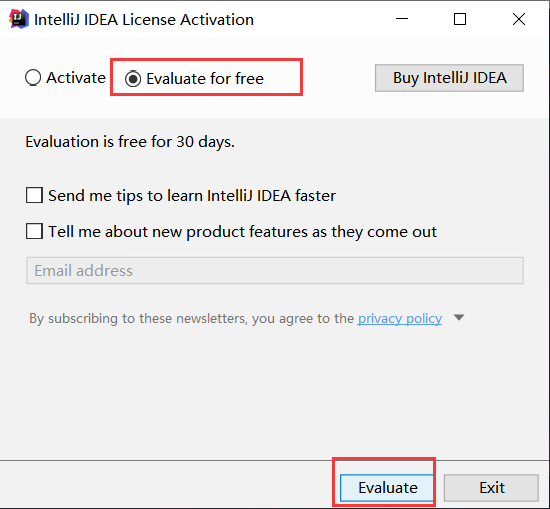 IntelliJ IDEA License Activation
Activate Evaluate for free Buy IntelliJ IDEA
Evaluation is free for 30 days.
Send me tips to learn IntelliJ IDEA faster
Tell me about new product features as they come out
Email address
By subscribing to these newsletters, you agree to the privacy policy
Evaluate Exit